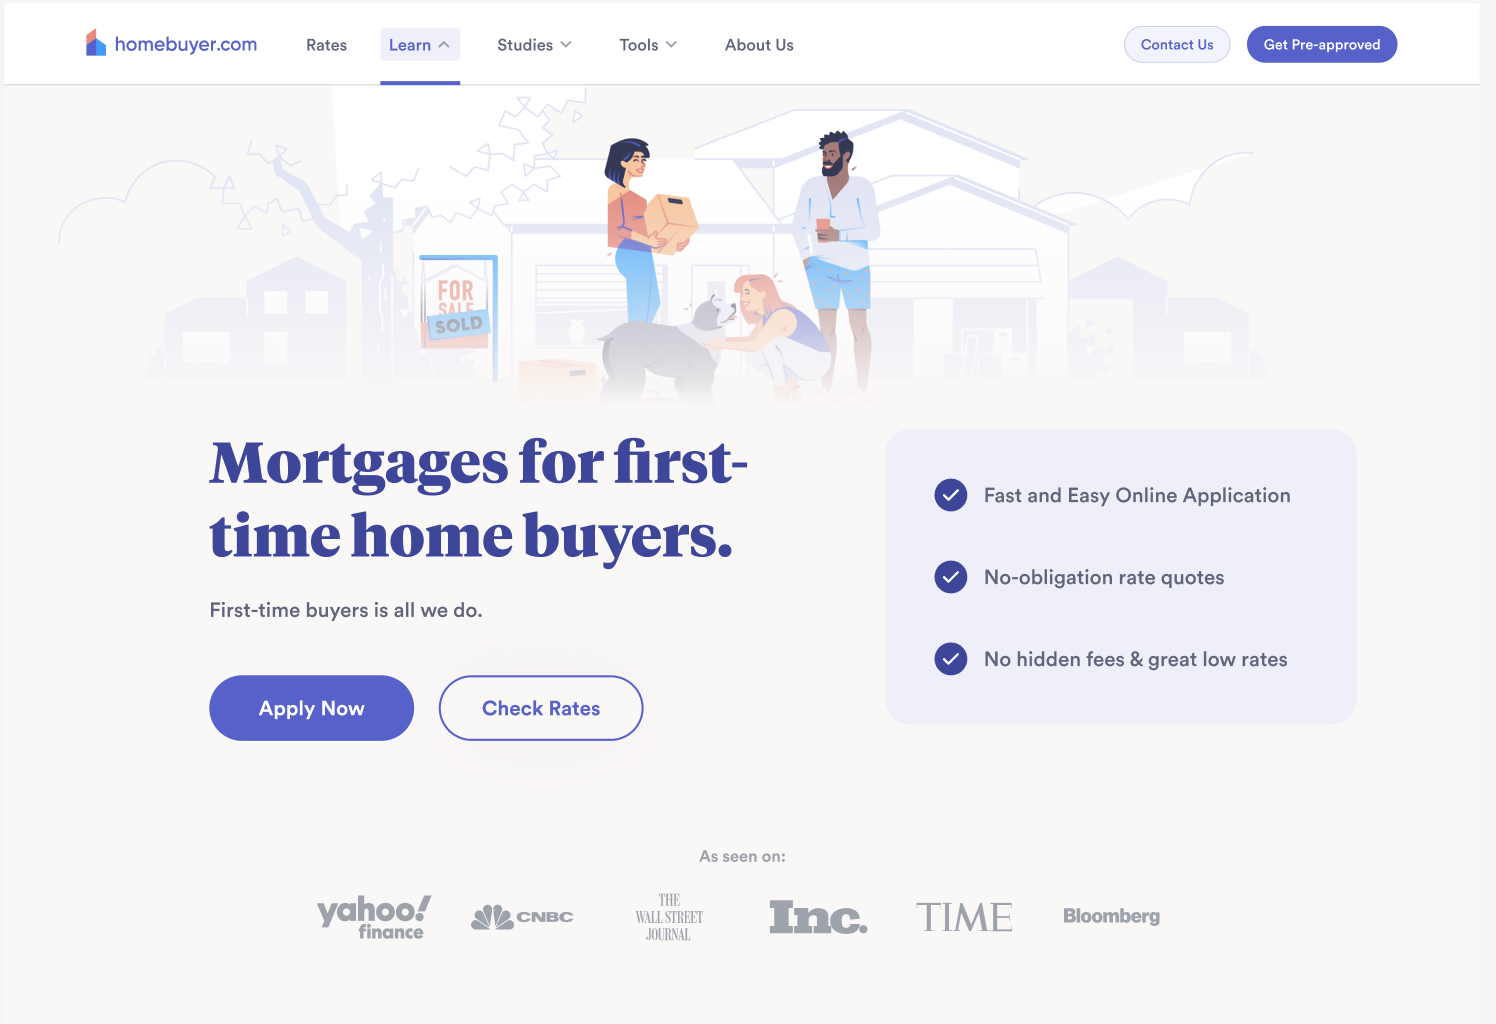 homebuyer.com
Rates
Learn
Studies
Tools
About Us
Contact Us
Get Pre-approved
FOR
SALE
SOLD
Mortgages for first-
time home buyers.
First-time buyers is all we do.
Apply Now
Check Rates
Fast and Easy Online Application
No-obligation rate quotes
No hidden fees & great low rates
As seen on:
yahoo!
finance
CNBC
THE
WALL STREET
JOURNAL
Inc.
TIME
Bloomberg